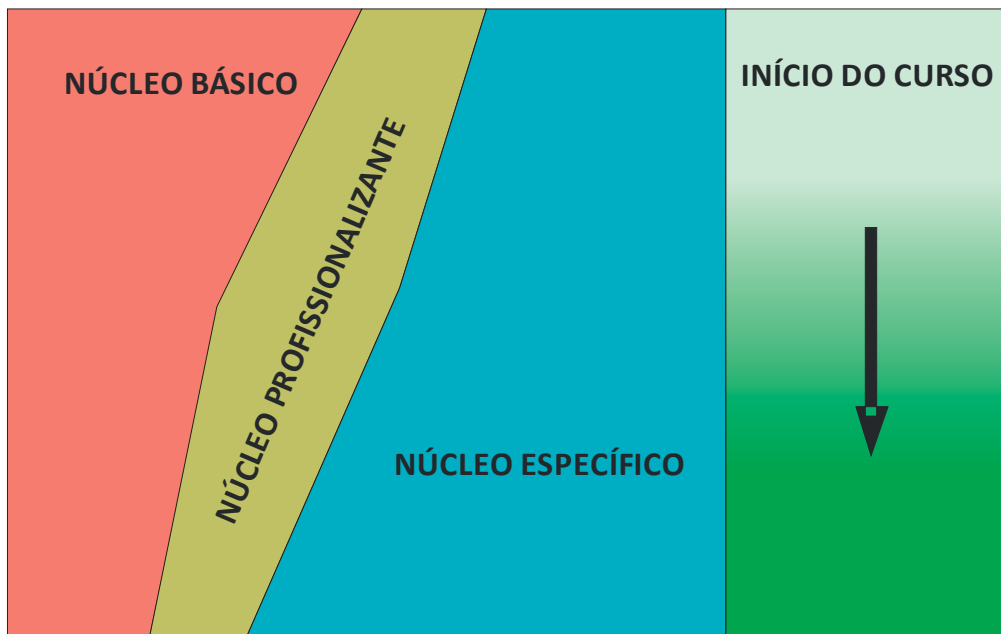 NÚCLEO BÁSICO
INÍCIO DO CURSO
NÚCLEO PROFISSIONALIZANTE
NÚCLEO ESPECÍFICO